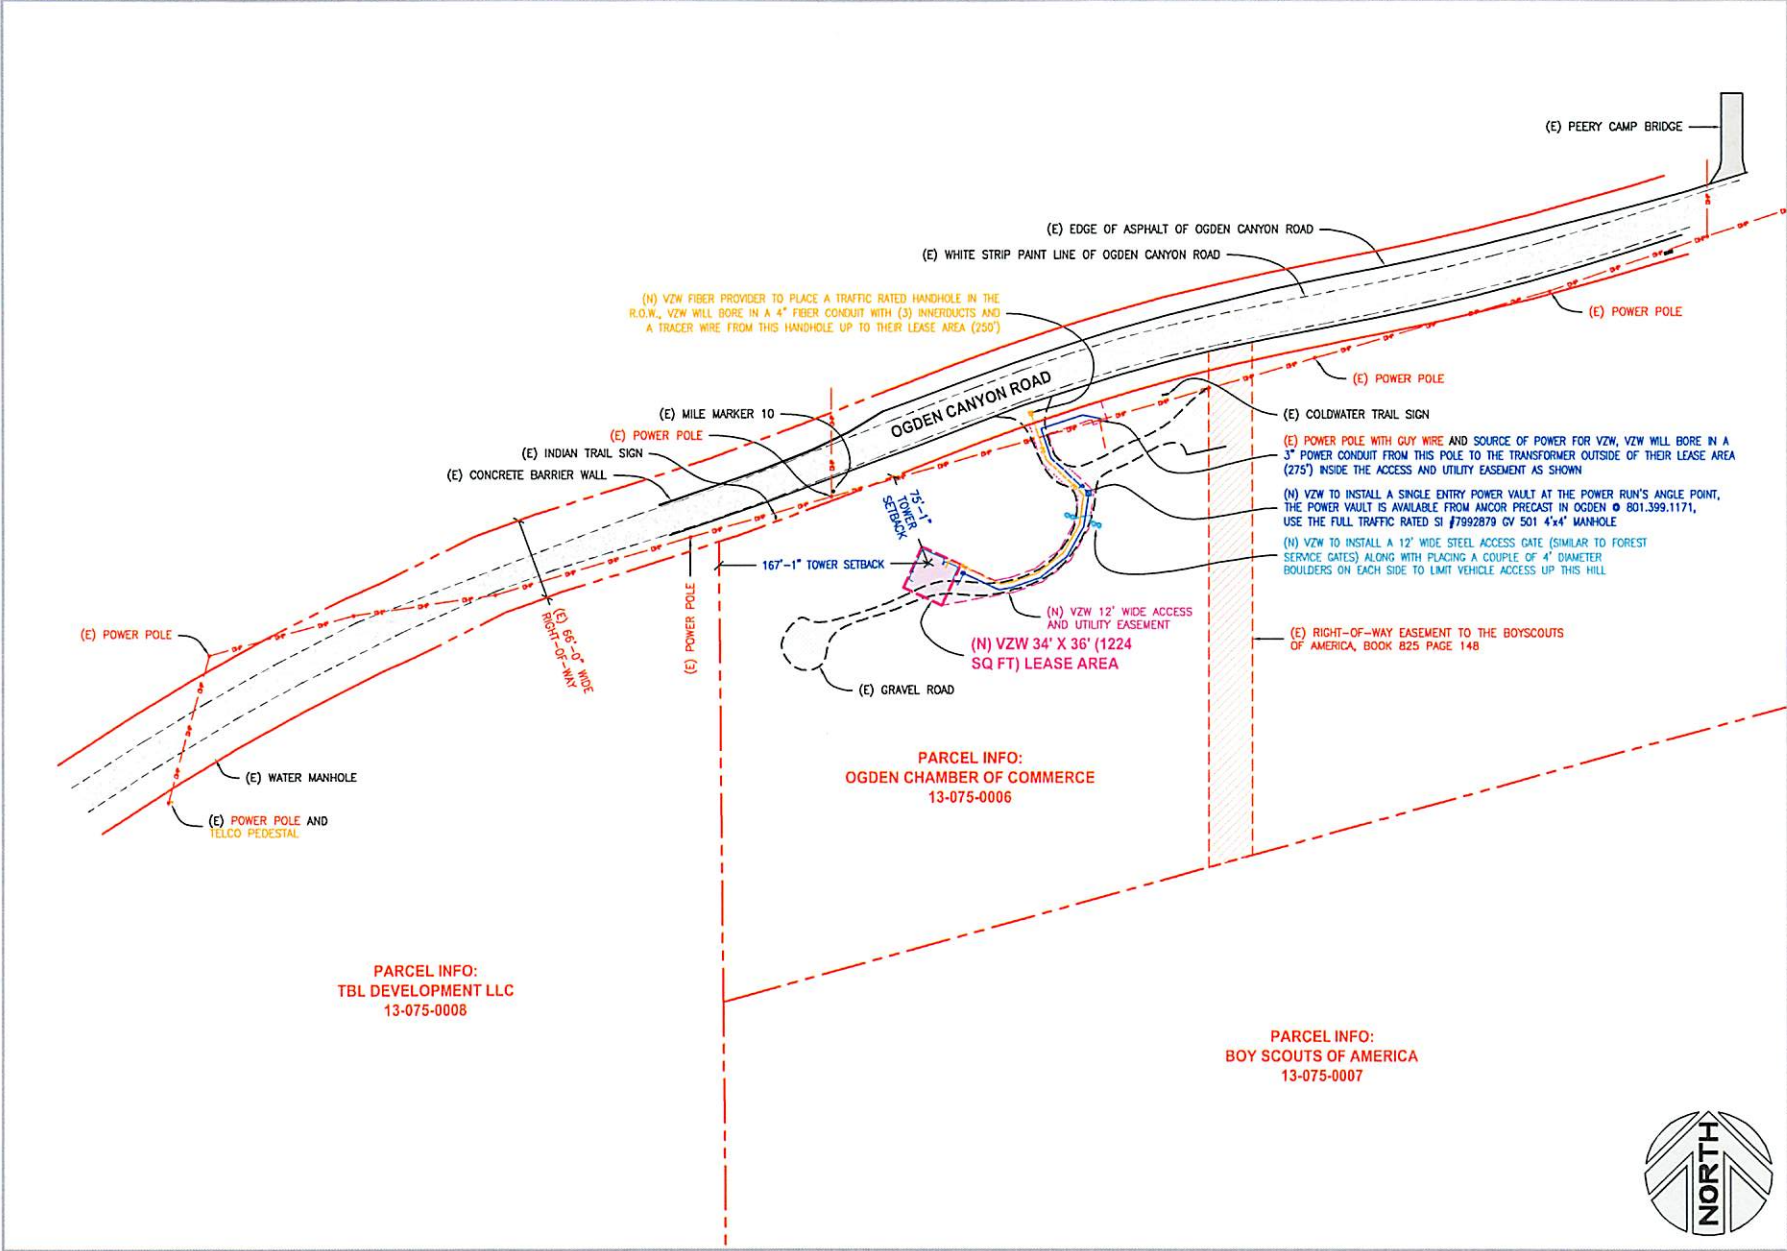 (E) PEERY CAMP BRIDGE
(E) EDGE OF ASPHALT OF OGDEN CANYON ROAD
(E) WHITE STRIP PAINT LINE OF OGDEN CANYON ROAD
(N) VZW FIBER PROVIDER TO PLACE A TRAFFIC RATED HANDHOLE IN THE
R.O.W., VZW WILL BORE IN A 4" FIBER CONDUIT WITH (3) INNERDUCTS AND
A TRACER WIRE FROM THIS HANDHOLE UP TO THEIR LEASE AREA (250')
(E) POWER POLE
(E) POWER POLE
OGDEN CANYON ROAD
(E) MILE MARKER 10
(E) POWER POLE
(E) INDIAN TRAIL SIGN
(E) CONCRETE BARRIER WALL
(E) COLDWATER TRAIL SIGN
(E) POWER POLE WITH GUY WIRE AND SOURCE OF POWER FOR VZW, VZW WILL BORE IN A
3" POWER CONDUIT FROM THIS POLE TO THE TRANSFORMER OUTSIDE OF THEIR LEASE AREA
(275') INSIDE THE ACCESS AND UTILITY EASEMENT AS SHOWN
(N) VZW TO INSTALL A SINGLE ENTRY POWER VAULT AT THE POWER RUN'S ANGLE POINT,
THE POWER VAULT IS AVAILABLE FROM AMCOR PRECAST IN OGDEN @ 801.399.1171,
USE THE FULL TRAFFIC RATED SI #7992879 GV 501 4'x4' MANHOLE
(N) VZW TO INSTALL A 12' WIDE STEEL ACCESS GATE (SIMILAR TO FOREST
SERVICE GATES) ALONG WITH PLACING A COUPLE OF 4' DIAMETER
BOULDERS ON EACH SIDE TO LIMIT VEHICLE ACCESS UP THIS HILL
75'-1"
TOWER
SETBACK
167'-1" TOWER SETBACK
(N) VZW 12' WIDE ACCESS
AND UTILITY EASEMENT
(N) VZW 34' X 36' (1224
SQ FT) LEASE AREA
(E) RIGHT-OF-WAY EASEMENT TO THE BOYSCOUTS
OF AMERICA, BOOK 825 PAGE 148
(E) POWER POLE
(E) 66'-0" WIDE
RIGHT-OF-WAY
(E) POWER POLE
(E) GRAVEL ROAD
(E) WATER MANHOLE
(E) POWER POLE AND
TELCO PEDESTAL
PARCEL INFO:
OGDEN CHAMBER OF COMMERCE
13-075-0006
PARCEL INFO:
TBL DEVELOPMENT LLC
13-075-0008
PARCEL INFO:
BOY SCOUTS OF AMERICA
13-075-0007
NORTH